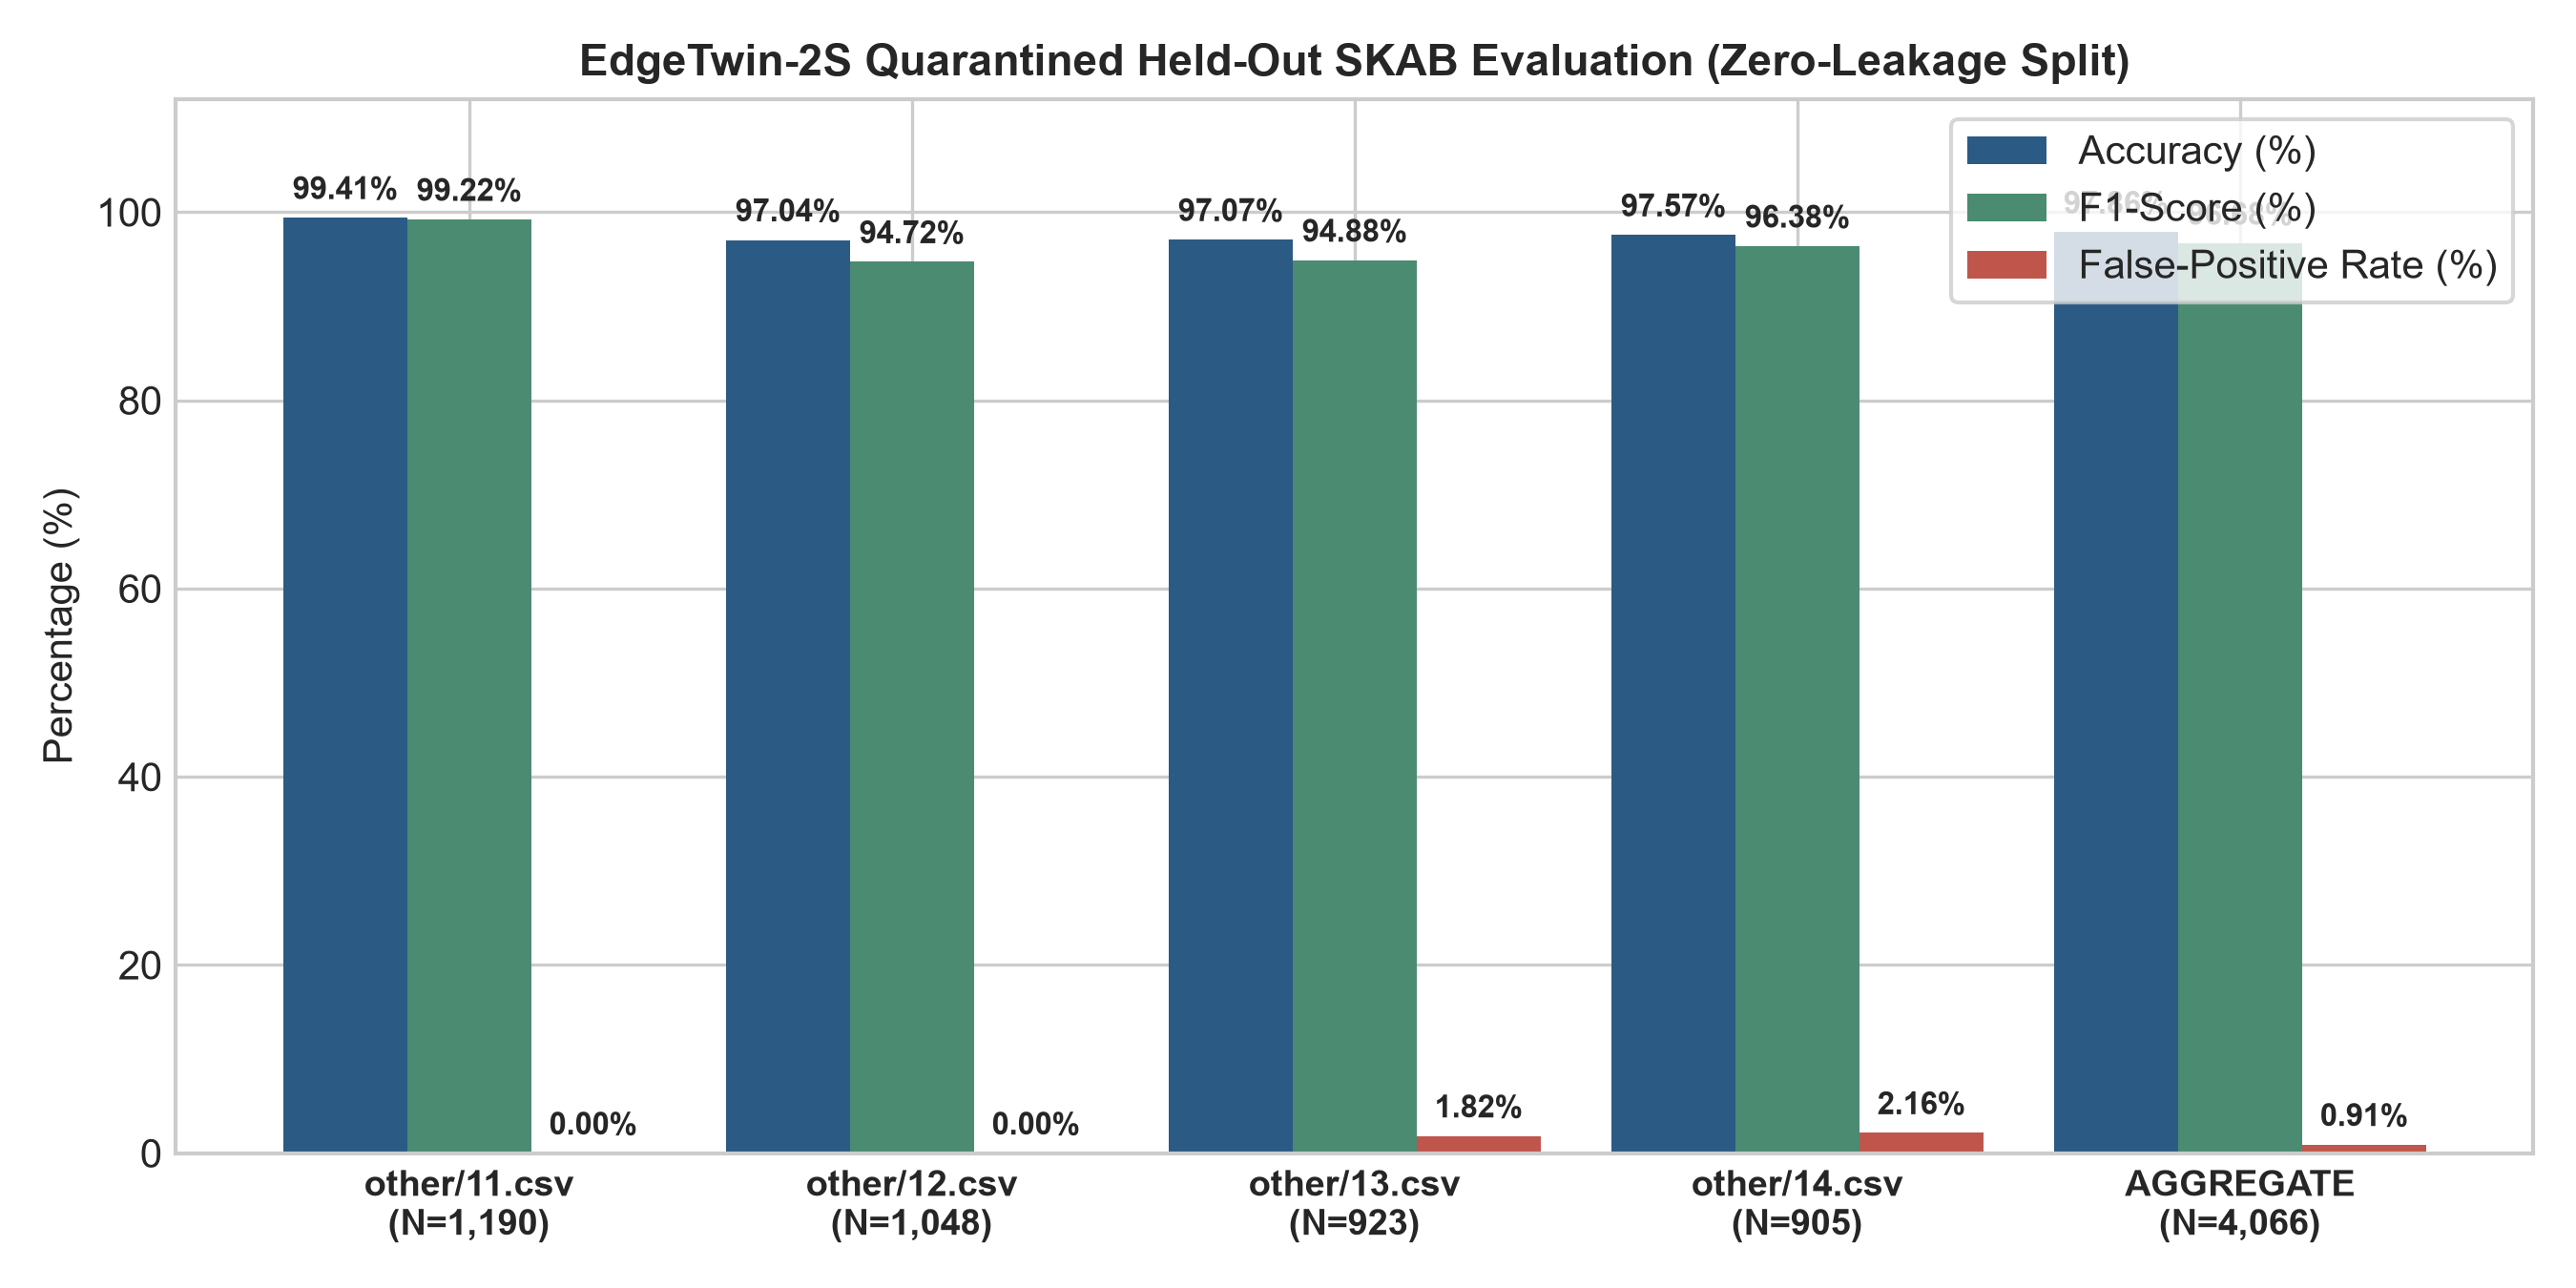 EdgeTwin-2S Quarantined Held-Out SKAB Evaluation (Zero-Leakage Split)
Accuracy (%)
F1-Score (%)
False-Positive Rate (%)
Percentage (%)
100
80
60
40
20
0
99.41% 99.22% 0.00%
97.04% 94.72% 0.00%
97.07% 94.88% 1.82%
97.57% 96.38% 2.16%
97.86% 0.91%
other/11.csv
(N=1,190)
other/12.csv
(N=1,048)
other/13.csv
(N=923)
other/14.csv
(N=905)
AGGREGATE
(N=4,066)